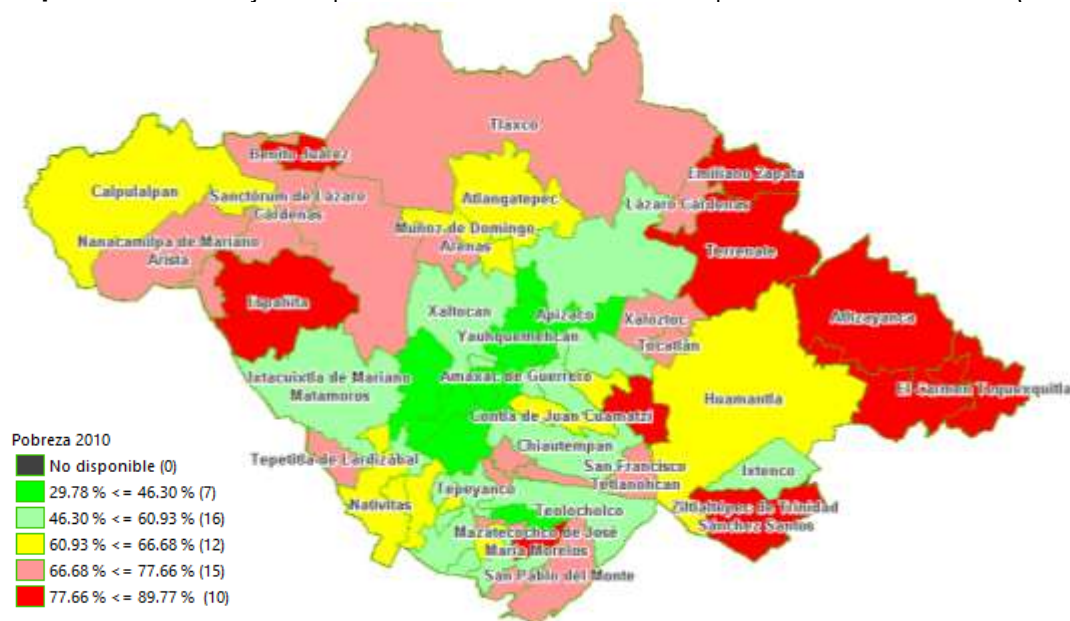 Tlaxco
Benito Juárez
Emiliano Zapata
Calpulalpan
Sanctórum de Lázaro
Cárdenas
Atlangatepec
Lázaro Cárdenas
Muñoz de Domingo
Arenas
Nanacamilpa de Mariano
Arista
Terrenate
Españita
Xaltocan
Apizaco
Xaloztoc
Altzayanca
Yauhquemehcan
Tocatlán
Ixtacuixtla de Mariano
Matamoros
Amaxac de Guerrero
El Carmen Tequexquitla
Huamantla
Contla de Juan Cuamatzi
Chiautempan
Tepetitla de Lardizábal
San Francisco
Tetlanohcan
Ixtenco
Tepeyanco
Nativitas
Teolocholco
Ziltlaltépec de Trinidad
Sánchez Santos
Mazatecochco de José
María Morelos
San Pablo del Monte
Pobreza 2010
No disponible (0)
29.78 % <= 46.30 % (7)
46.30 % <= 60.93 % (16)
60.93 % <= 66.68 % (12)
66.68 % <= 77.66 % (15)
77.66 % <= 89.77 % (10)